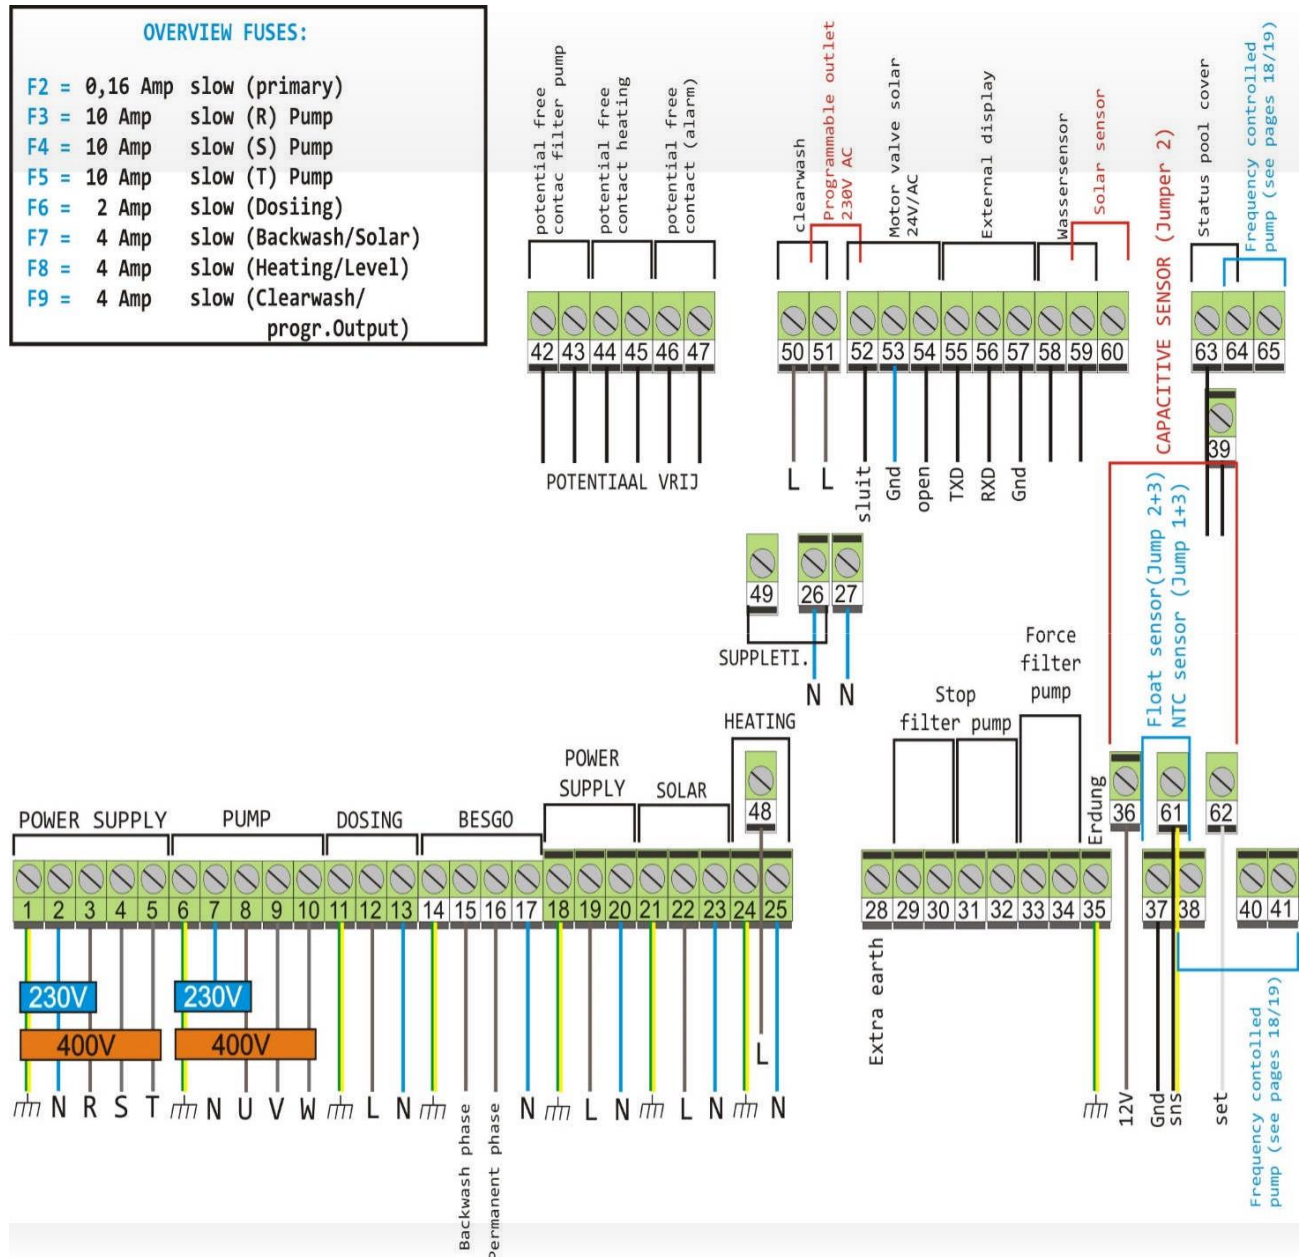 OVERVIEW FUSES:
F2 = 0,16 Amp slow (primary)
F3 = 10 Amp slow (R) Pump
F4 = 10 Amp slow (S) Pump
F5 = 10 Amp slow (T) Pump
F6 = 2 Amp slow (Dosiing)
F7 = 4 Amp slow (Backwash/Solar)
F8 = 4 Amp slow (Heating/Level)
F9 = 4 Amp slow (Clearwash/
progr.Output)
potential free
contac filter pump
potential free
contact heating
potential free
contact (alarm)
clearwash
Programmable outlet
230V AC
Motor valve solar
24V/AC
External display
Wassersensor
Solar sensor
CAPACITIVE SENSOR (Jumper 2)
Status pool cover
Frequency controlled
pump (see pages 18/19)
42 43 44 45 46 47
50 51 52 53 54 55 56 57 58 59 60
63 64 65
39
POTENTIAAL VRIJ
L L sluit Gnd open TXD RXD Gnd
49 26 27
SUPPLETI.
N N
Float sensor(Jump 2+3)
NTC sensor (Jump 1+3)
HEATING
48
Stop
filter pump
Force
filter
pump
Erdung
36 61 62
POWER SUPPLY
PUMP
DOSING
BESGO
POWER
SUPPLY
SOLAR
1 2 3 4 5 6 7 8 9 10 11 12 13 14 15 16 17 18 19 20 21 22 23 24 25
28 29 30 31 32 33 34 35 37 38 40 41
230V
400V
230V
400V
N R S T N U V W L N
Backwash phase
Permanent phase
N L N L N L N
Extra earth
12V
Gnd
sns
set
Frequency contolled
pump (see pages 18/19)